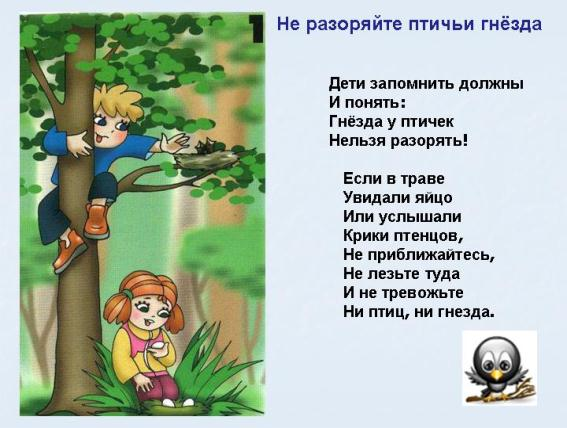 1
Не разоряйте птичьи гнёзда
Дети запомнить должны
И понять:
Гнёзда у птичек
Нельзя разорять!
Если в траве
Увидали яйцо
Или услышали
Крики птенцов,
Не приближайтесь,
Не лезьте туда
И не тревожьте
Ни птиц, ни гнезда.